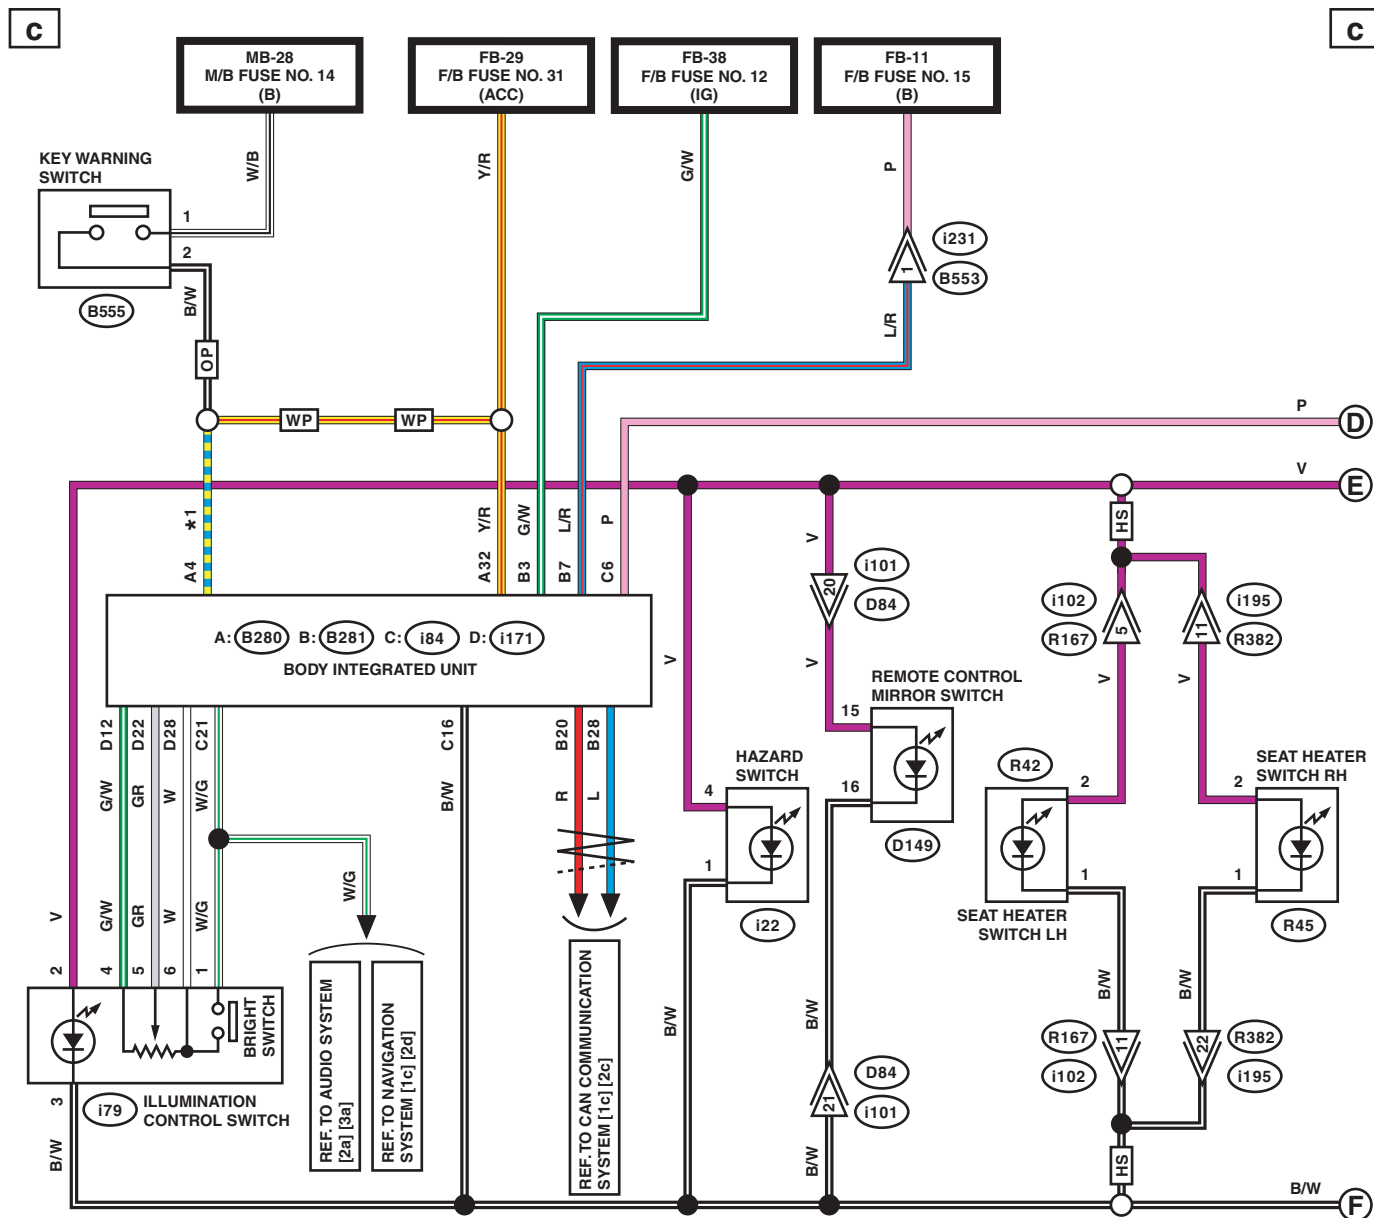 C
C
MB-28
M/B FUSE NO. 14
(B)
FB-29
F/B FUSE NO. 31
(ACC)
FB-38
F/B FUSE NO. 12
(IG)
FB-11
F/B FUSE NO. 15
(B)
KEY WARNING
SWITCH
W/B
Y/R
G/W
P
1
2
B555
B/W
i231
1
B553
L/R
OP
WP
WP
P
D
V
E
*1
Y/R
G/W
L/R
P
V
HS
A4
A32
B3
B7
C6
i101
20
D84
i102
5
R167
i195
11
R382
A: B280 B: B281 C: i84 D: i171
BODY INTEGRATED UNIT
V
V
V
V
REMOTE CONTROL
MIRROR SWITCH
D12
D22
D28
C21
C16
B20
B28
15
16
D149
HAZARD
SWITCH
4
1
i22
R42
2
1
SEAT HEATER
SWITCH LH
SEAT HEATER
SWITCH RH
2
1
R45
G/W
GR
W
W/G
B/W
R
L
W/G
V
G/W
GR
W
W/G
2
4
5
6
1
BRIGHT
SWITCH
3
i79
ILLUMINATION
CONTROL SWITCH
B/W
REF. TO AUDIO SYSTEM
[2a] [3a]
REF. TO NAVIGATION
SYSTEM [1c] [2d]
REF. TO CAN COMMUNICATION
SYSTEM [1c] [2c]
B/W
B/W
B/W
B/W
D84
21
i101
B/W
R167
11
i102
R382
22
i195
HS
B/W
F